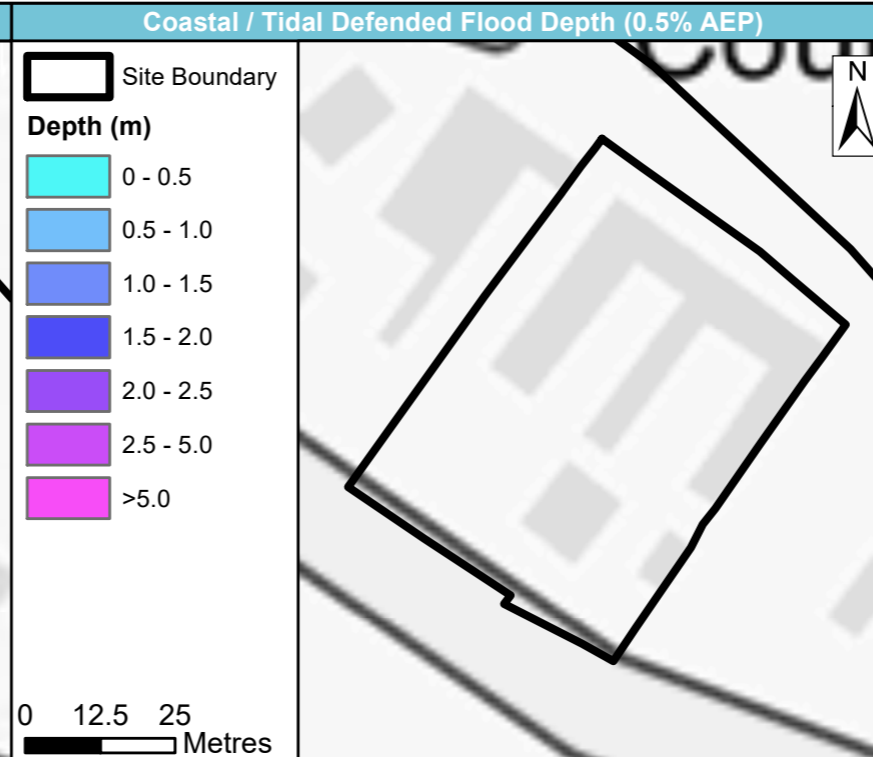 Coastal / Tidal Defended Flood Depth (0.5% AEP)
Site Boundary
Depth (m)
0 - 0.5
0.5 - 1.0
1.0 - 1.5
1.5 - 2.0
2.0 - 2.5
2.5 - 5.0
>5.0
0 12.5 25
Metres
N